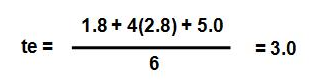 te = 1.8 + 4(2.8) + 5.0 = 3.0
6